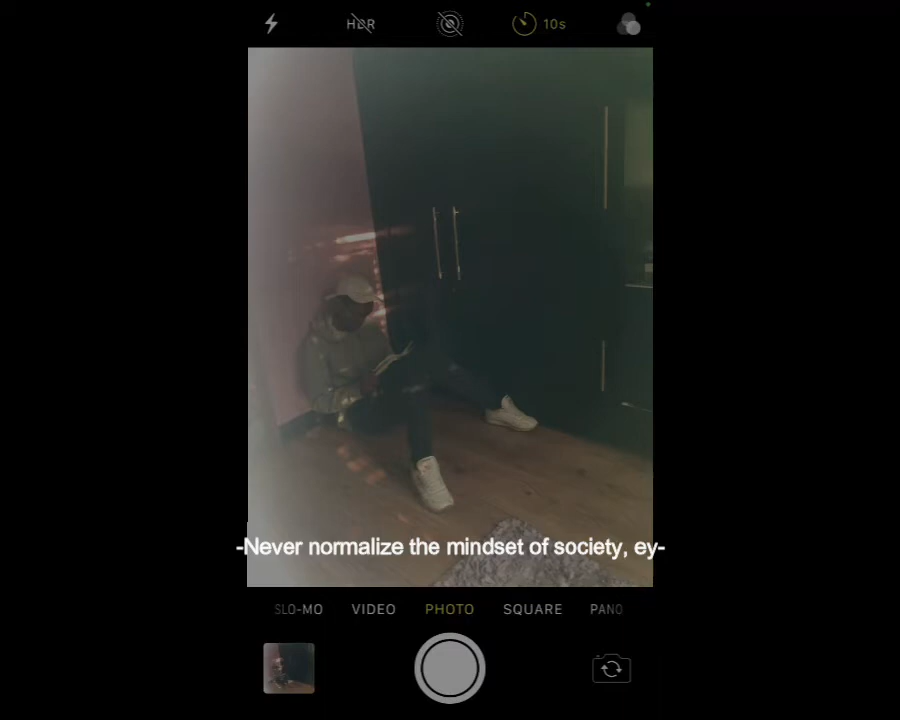 HDR
10s
-Never normalize the mindset of society, ey-
SLO-MO VIDEO PHOTO SQUARE PANO